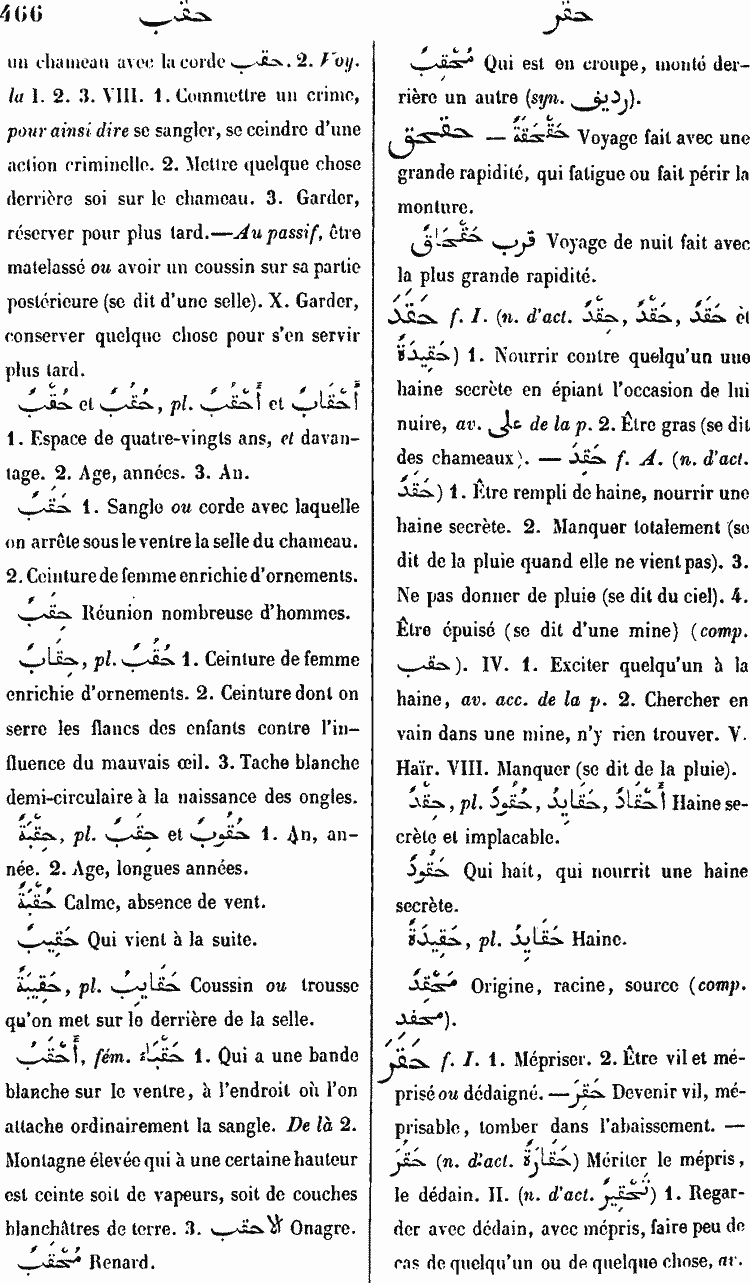 466
حقب
حقر
un chameau avec la corde حقب. 2. Voy.
la I. 2. 3. VIII. 1. Commettre un crime,
pour ainsi dire se sangler, se ceindre d'une
action criminelle. 2. Mettre quelque chose
derrière soi sur le chameau. 3. Garder,
réserver pour plus tard.—Au passif, être
matelassé ou avoir un coussin sur sa partie
postérieure (se dit d'une selle). X. Garder,
conserver quelque chose pour s'en servir
plus tard.
حُقْبٌ et حُقُبٌ, pl. أَحْقُبٌ et أَحْقَابٌ
1. Espace de quatre-vingts ans, et davan-
tage. 2. Age, années. 3. An.
حَقَبٌ 1. Sangle ou corde avec laquelle
on arrête sous le ventre la selle du chameau.
2. Ceinture de femme enrichie d'ornements.
حِقَبٌ Réunion nombreuse d'hommes.
حِقَابٌ, pl. حُقُبٌ 1. Ceinture de femme
enrichie d'ornements. 2. Ceinture dont on
serre les flancs des enfants contre l'in-
fluence du mauvais œil. 3. Tache blanche
demi-circulaire à la naissance des ongles.
حِقْبَةٌ, pl. حِقَبٌ et حُقُوبٌ 1. An, an-
née. 2. Age, longues années.
حُقْبَةٌ Calme, absence de vent.
حَقِيبٌ Qui vient à la suite.
حَقِيبَةٌ, pl. حَقَايِبُ Coussin ou trousse
qu'on met sur le derrière de la selle.
أَحْقَبُ, fém. حَقْبَاءُ 1. Qui a une bande
blanche sur le ventre, à l'endroit où l'on
attache ordinairement la sangle. De là 2.
Montagne élevée qui à une certaine hauteur
est ceinte soit de vapeurs, soit de couches
blanchâtres de terre. 3. الاحقب Onagre.
مُحْقَبٌ Renard.
مُحْقِبٌ Qui est en croupe, monté der-
rière un autre (syn. رديف).
حقحق — حَقْحَقَةٌ Voyage fait avec une
grande rapidité, qui fatigue ou fait périr la
monture.
قرب حَقْحَاقٌ Voyage de nuit fait avec
la plus grande rapidité.
حَقَدَ f. I. (n. d'act. حِقْدٌ, حَقْدٌ, حَقَدٌ et
حَقِيدَةٌ) 1. Nourrir contre quelqu'un une
haine secrète en épiant l'occasion de lui
nuire, av. على de la p. 2. Être gras (se dit
des chameaux). — حَقِدَ f. A. (n. d'act.
حَقَدٌ) 1. Être rempli de haine, nourrir une
haine secrète. 2. Manquer totalement (se
dit de la pluie quand elle ne vient pas). 3.
Ne pas donner de pluie (se dit du ciel). 4.
Être épuisé (se dit d'une mine) (comp.
حقب). IV. 1. Exciter quelqu'un à la
haine, av. acc. de la p. 2. Chercher en
vain dans une mine, n'y rien trouver. V.
Haïr. VIII. Manquer (se dit de la pluie).
حِقْدٌ, pl. أَحْقَادٌ, حَقَايِدُ, حُقُودٌ Haine se-
crète et implacable.
حَقُودٌ Qui hait, qui nourrit une haine
secrète.
حَقِيدَةٌ, pl. حَقَايِدُ Haine.
مَحْقِدٌ Origine, racine, source (comp.
محفد).
حَقَرَ f. I. 1. Mépriser. 2. Être vil et mé-
prisé ou dédaigné. — حَقِرَ Devenir vil, mé-
prisable, tomber dans l'abaissement. —
حَقُرَ (n. d'act. حَقَارَةٌ) Mériter le mépris,
le dédain. II. (n. d'act. تَحْقِيرٌ) 1. Regar-
der avec dédain, avec mépris, faire peu de
cas de quelqu'un ou de quelque chose, av.